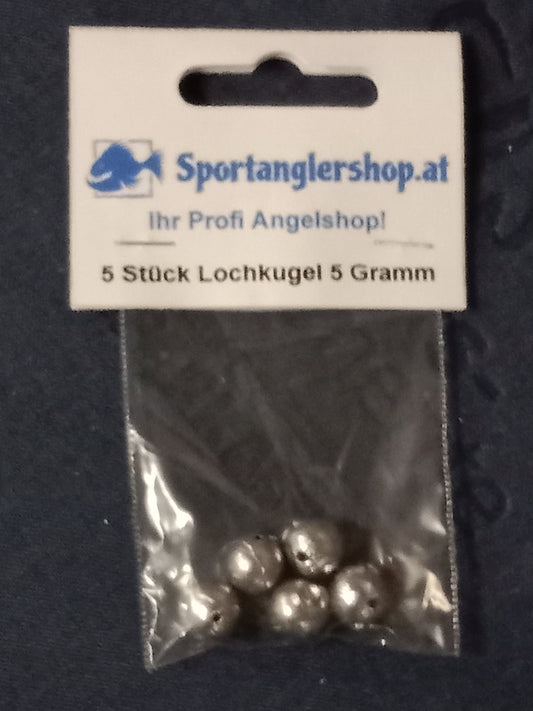 Sportanglershop.at
Ihr Profi Angelshop!
5 Stück Lochkugel 5 Gramm